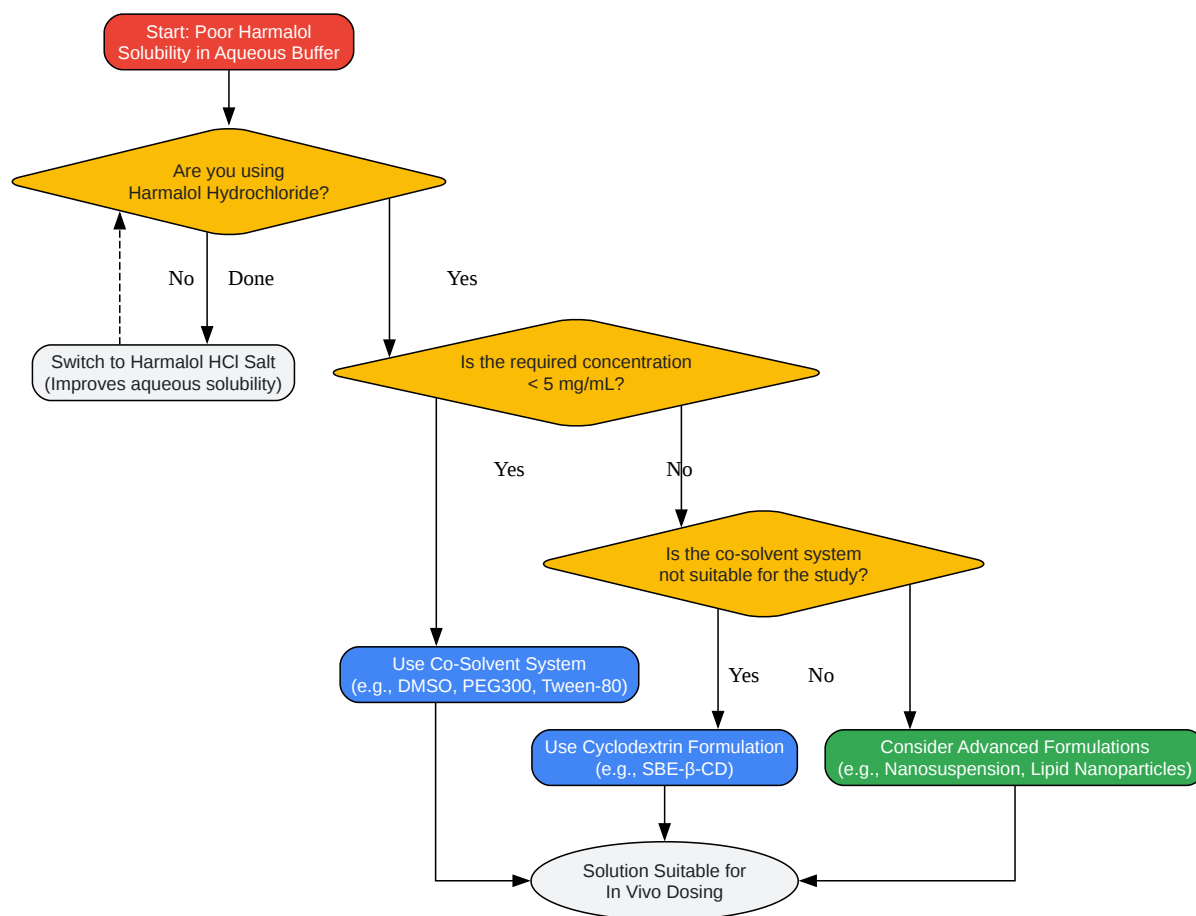 Start: Poor Harmalol
Solubility in Aqueous Buffer
Are you using
Harmalol Hydrochloride?
No
Done
Yes
Switch to Harmalol HCl Salt
(Improves aqueous solubility)
Is the required concentration
< 5 mg/mL?
Yes
No
Is the co-solvent system
not suitable for the study?
Use Co-Solvent System
(e.g., DMSO, PEG300, Tween-80)
Yes
No
Use Cyclodextrin Formulation
(e.g., SBE-β-CD)
Consider Advanced Formulations
(e.g., Nanosuspension, Lipid Nanoparticles)
Solution Suitable for
In Vivo Dosing